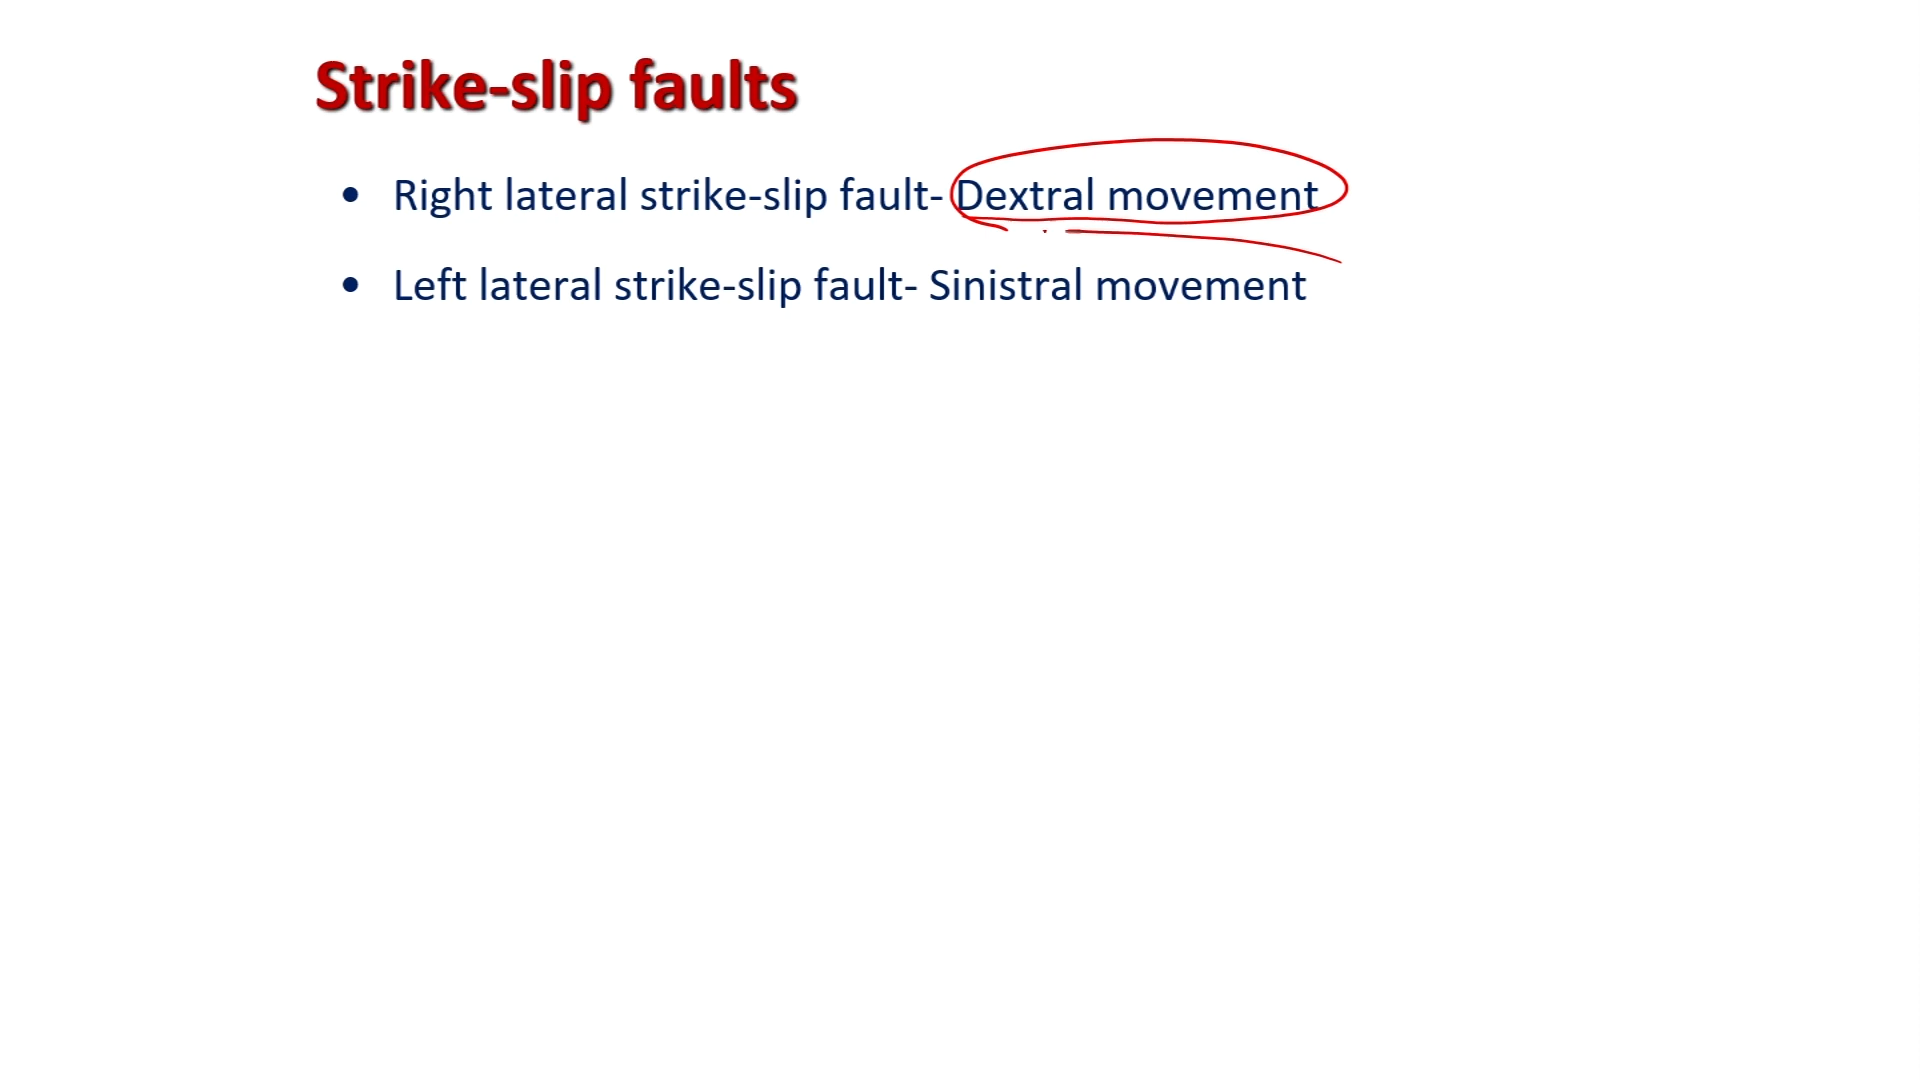 Strike-slip faults
• Right lateral strike-slip fault- Dextral movement
• Left lateral strike-slip fault- Sinistral movement